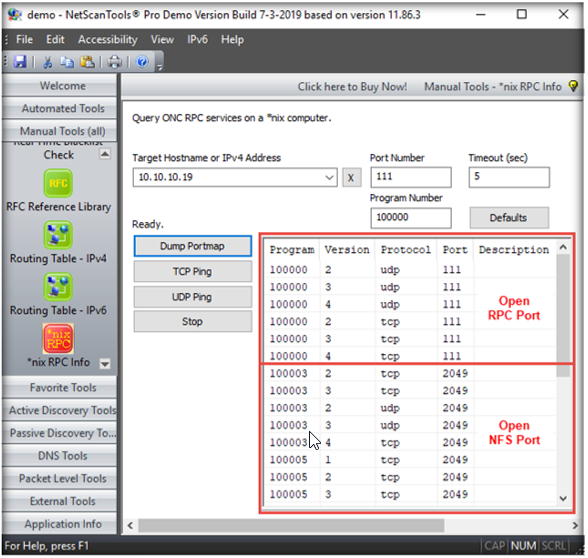 demo - NetScanTools® Pro Demo Version Build 7-3-2019 based on version 11.86.3
File Edit Accessibility View IPv6 Help
Welcome
Automated Tools
Manual Tools (all)
Real Time Blacklist
Check
RFC
RFC Reference Library
Routing Table - IPv4
Routing Table - IPv6
*nix
RPC
*nix RPC Info
Favorite Tools
Active Discovery Tools
Passive Discovery To...
DNS Tools
Packet Level Tools
External Tools
Application Info
Click here to Buy Now! Manual Tools - *nix RPC Info
Query ONC RPC services on a *nix computer.
Target Hostname or IPv4 Address Port Number Timeout (sec)
10.10.10.19 X 111 5
Program Number
100000 Defaults
Ready.
Dump Portmap
TCP Ping
UDP Ping
Stop
Program Version Protocol Port Description
100000 2 udp 111
100000 3 udp 111
100000 4 udp 111
100000 2 tcp 111
100000 3 tcp 111
100000 4 tcp 111
Open
RPC Port
100003 2 tcp 2049
100003 3 tcp 2049
100003 2 udp 2049
100003 3 udp 2049
100003 4 tcp 2049
100005 1 tcp 2049
100005 2 tcp 2049
100005 3 tcp 2049
Open
NFS Port
For Help, press F1 CAP NUM SCRL